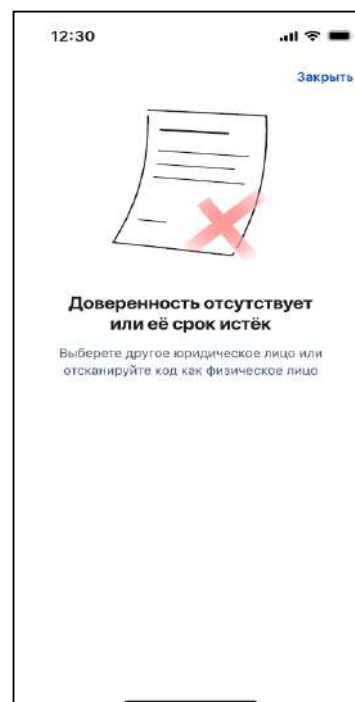 12:30
Закрыть
Доверенность отсутствует
или её срок истёк
Выберете другое юридическое лицо или
отсканируйте код как физическое лицо